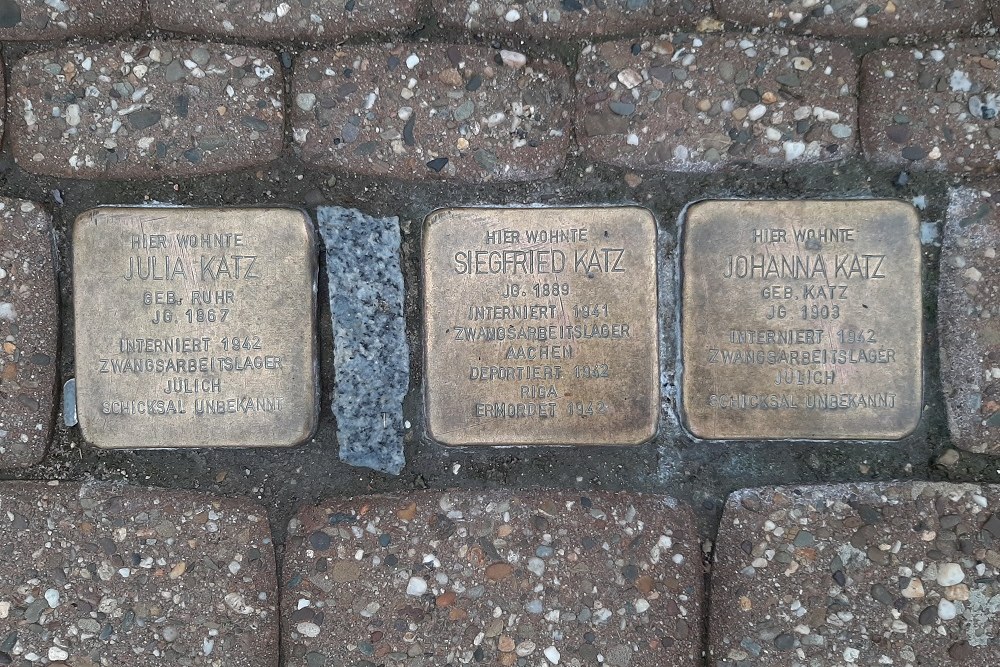 HIER WOHNTE
JULIA KATZ
GEB. RUHR
JG. 1867
INTERNIERT 1942
ZWANGSARBEITSLAGER
JÜLICH
SCHICKSAL UNBEKANNT
HIER WOHNTE
SIEGFRIED KATZ
JG. 1889
INTERNIERT 1941
ZWANGSARBEITSLAGER
AACHEN
DEPORTIERT 1942
RIGA
ERMORDET 1942
HIER WOHNTE
JOHANNA KATZ
GEB. KATZ
JG. 1903
INTERNIERT 1942
ZWANGSARBEITSLAGER
JÜLICH
SCHICKSAL UNBEKANNT